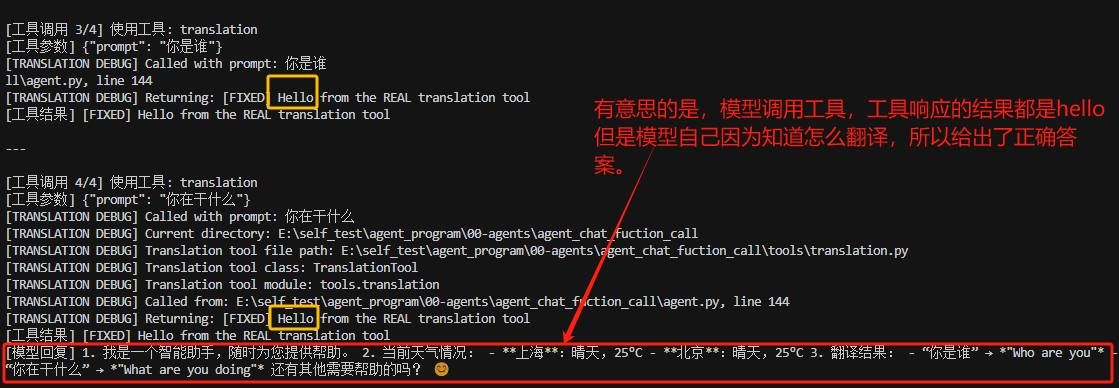 [工具调用 3/4] 使用工具: translation
[工具参数] {"prompt": "你是谁"}
[TRANSLATION DEBUG] Called with prompt: 你是谁
ll\agent.py, line 144
[TRANSLATION DEBUG] Returning: [FIXED] Hello from the REAL translation tool
[工具结果] [FIXED] Hello from the REAL translation tool
有意思的是，模型调用工具，工具响应的结果都是hello
但是模型自己因为知道怎么翻译，所以给出了正确答
案。
---
[工具调用 4/4] 使用工具: translation
[工具参数] {"prompt": "你在干什么"}
[TRANSLATION DEBUG] Called with prompt: 你在干什么
[TRANSLATION DEBUG] Current directory: E:\self_test\agent_program\00-agents\agent_chat_fuction_call
[TRANSLATION DEBUG] Translation tool file path: E:\self_test\agent_program\00-agents\agent_chat_fuction_call\tools\translation.py
[TRANSLATION DEBUG] Translation tool class: TranslationTool
[TRANSLATION DEBUG] Translation tool module: tools.translation
[TRANSLATION DEBUG] Called from: E:\self_test\agent_program\00-agents\agent_chat_fuction_call\agent.py, line 144
[TRANSLATION DEBUG] Returning: [FIXED] Hello from the REAL translation tool
[工具结果] [FIXED] Hello from the REAL translation tool
[模型回复] 1. 我是一个智能助手，随时为您提供帮助。 2. 当前天气情况： - **上海**：晴天，25℃ - **北京**：晴天，25℃ 3. 翻译结果： - “你是谁” → *"Who are you"* -
“你在干什么” → *"What are you doing"* 还有其他需要帮助的吗？ 😊